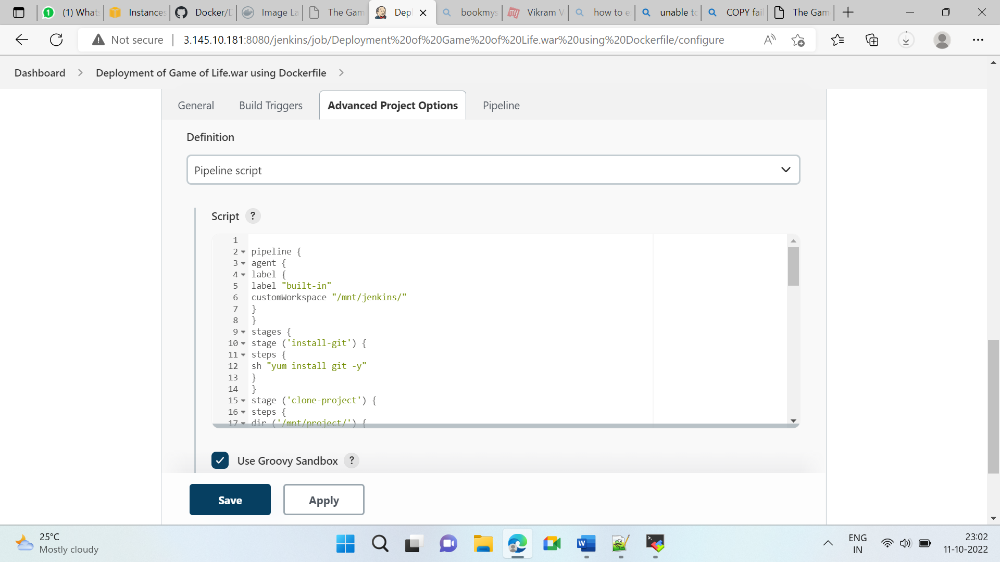 (1) What
Instances
Docker/D
Image La
The Gam
Depl
bookmys
my
Vikram V
how to e
unable to
COPY fail
The Gam
Not secure
3.145.10.181:8080/jenkins/job/Deployment%20of%20Game%20of%20Life.war%20using%20Dockerfile/configure
Dashboard
Deployment of Game of Life.war using Dockerfile
General
Build Triggers
Advanced Project Options
Pipeline
Definition
Pipeline script
Script ?
1
2 pipeline {
3 agent {
4 label {
5 label "built-in"
6 customWorkspace "/mnt/jenkins/"
7 }
8 }
9 stages {
10 stage ('install-git') {
11 steps {
12 sh "yum install git -y"
13 }
14 }
15 stage ('clone-project') {
16 steps {
17 dir ('/mnt/project/') {
Use Groovy Sandbox ?
Save
Apply
25°C
Mostly cloudy
ENG
IN
23:02
11-10-2022